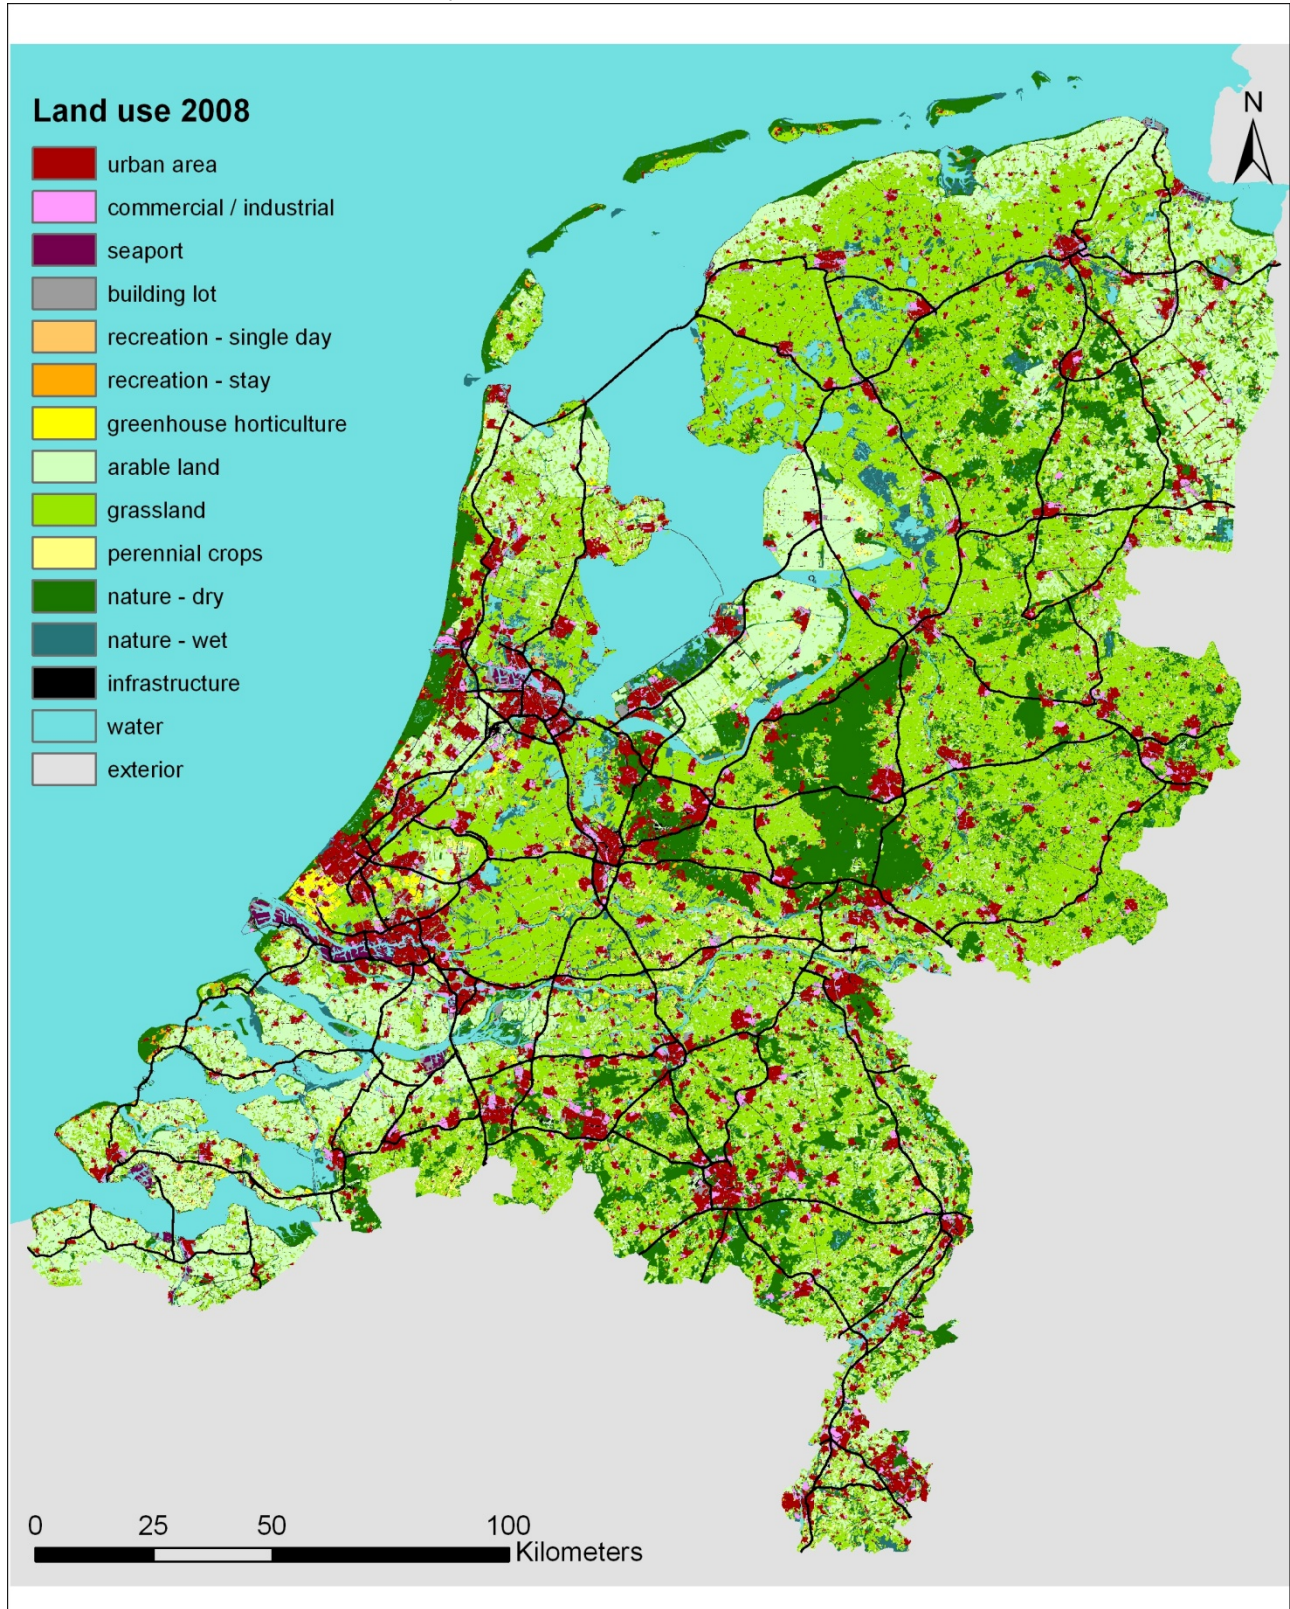 Land use 2008
urban area
commercial / industrial
seaport
building lot
recreation - single day
recreation - stay
greenhouse horticulture
arable land
grassland
perennial crops
nature - dry
nature - wet
infrastructure
water
exterior
N
0 25 50 100
Kilometers